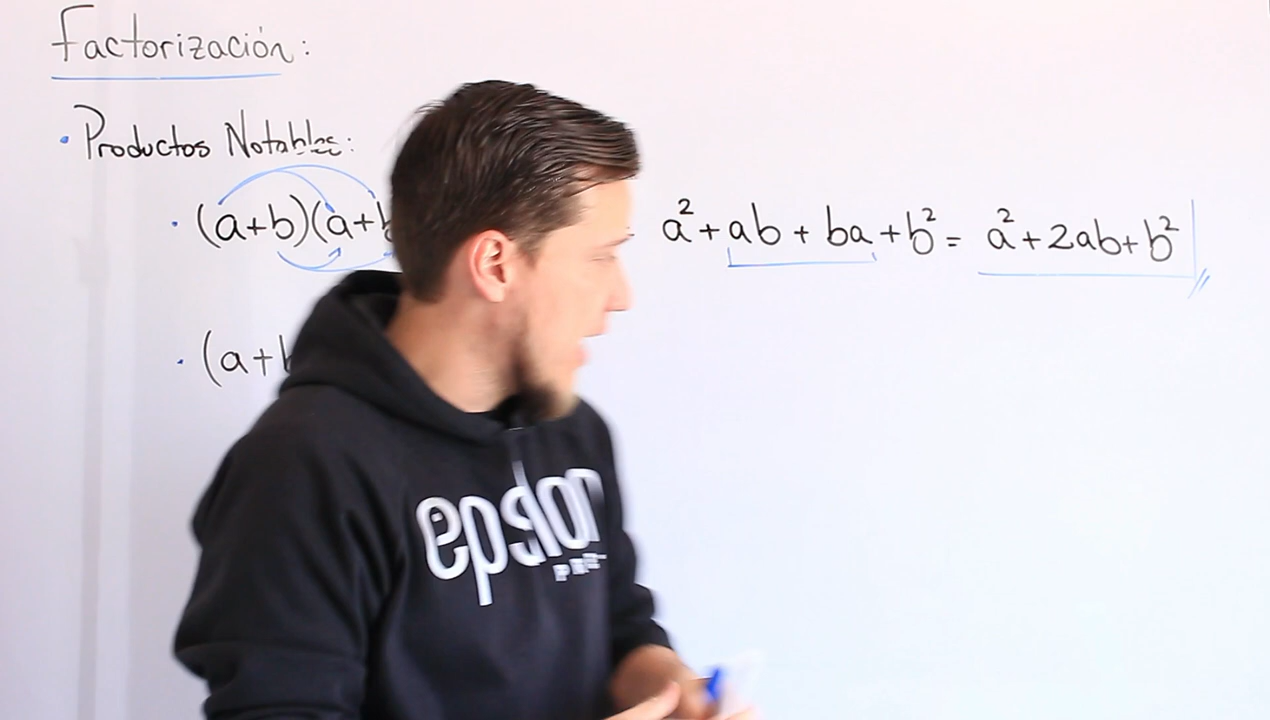 Factorización:
• Productos Notables:
• (a+b)(a+b a²+ab+ba+b² = a²+2ab+b²
• (a+b
epsilon